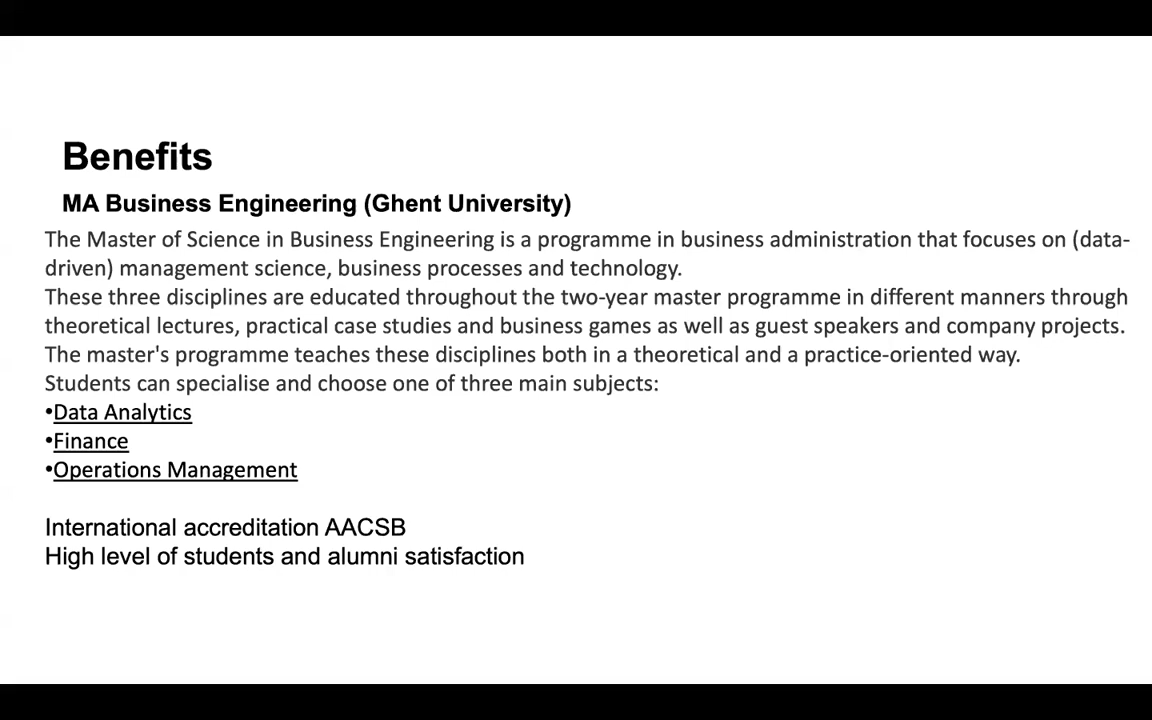 Benefits
MA Business Engineering (Ghent University)
The Master of Science in Business Engineering is a programme in business administration that focuses on (data-
driven) management science, business processes and technology.
These three disciplines are educated throughout the two-year master programme in different manners through
theoretical lectures, practical case studies and business games as well as guest speakers and company projects.
The master's programme teaches these disciplines both in a theoretical and a practice-oriented way.
Students can specialise and choose one of three main subjects:
•Data Analytics
•Finance
•Operations Management
International accreditation AACSB
High level of students and alumni satisfaction